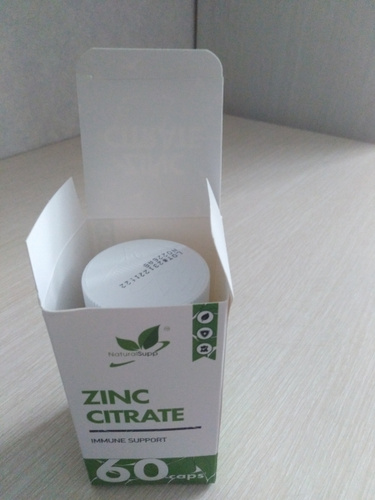 NaturalSupp
®
ZINC
CITRATE
IMMUNE SUPPORT
60 caps